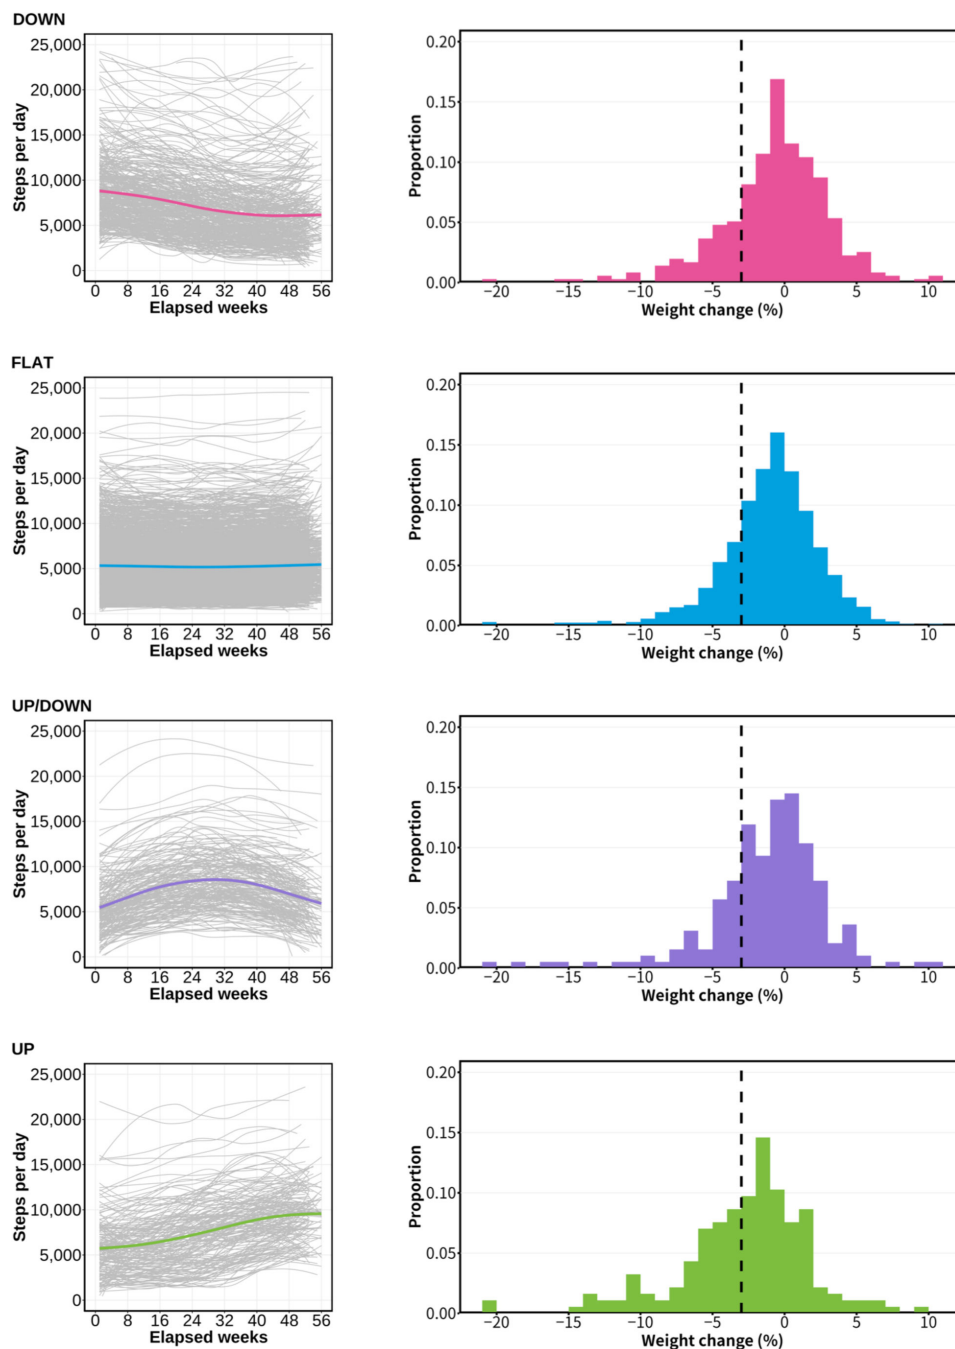 DOWN
25,000
20,000
15,000
10,000
5,000
0
Steps per day
0 8 16 24 32 40 48 56
Elapsed weeks
0.20
0.15
0.10
0.05
0.00
Proportion
−20 −15 −10 −5 0 5 10
Weight change (%)
FLAT
25,000
20,000
15,000
10,000
5,000
0
Steps per day
0 8 16 24 32 40 48 56
Elapsed weeks
0.20
0.15
0.10
0.05
0.00
Proportion
−20 −15 −10 −5 0 5 10
Weight change (%)
UP/DOWN
25,000
20,000
15,000
10,000
5,000
0
Steps per day
0 8 16 24 32 40 48 56
Elapsed weeks
0.20
0.15
0.10
0.05
0.00
Proportion
−20 −15 −10 −5 0 5 10
Weight change (%)
UP
25,000
20,000
15,000
10,000
5,000
0
Steps per day
0 8 16 24 32 40 48 56
Elapsed weeks
0.20
0.15
0.10
0.05
0.00
Proportion
−20 −15 −10 −5 0 5 10
Weight change (%)